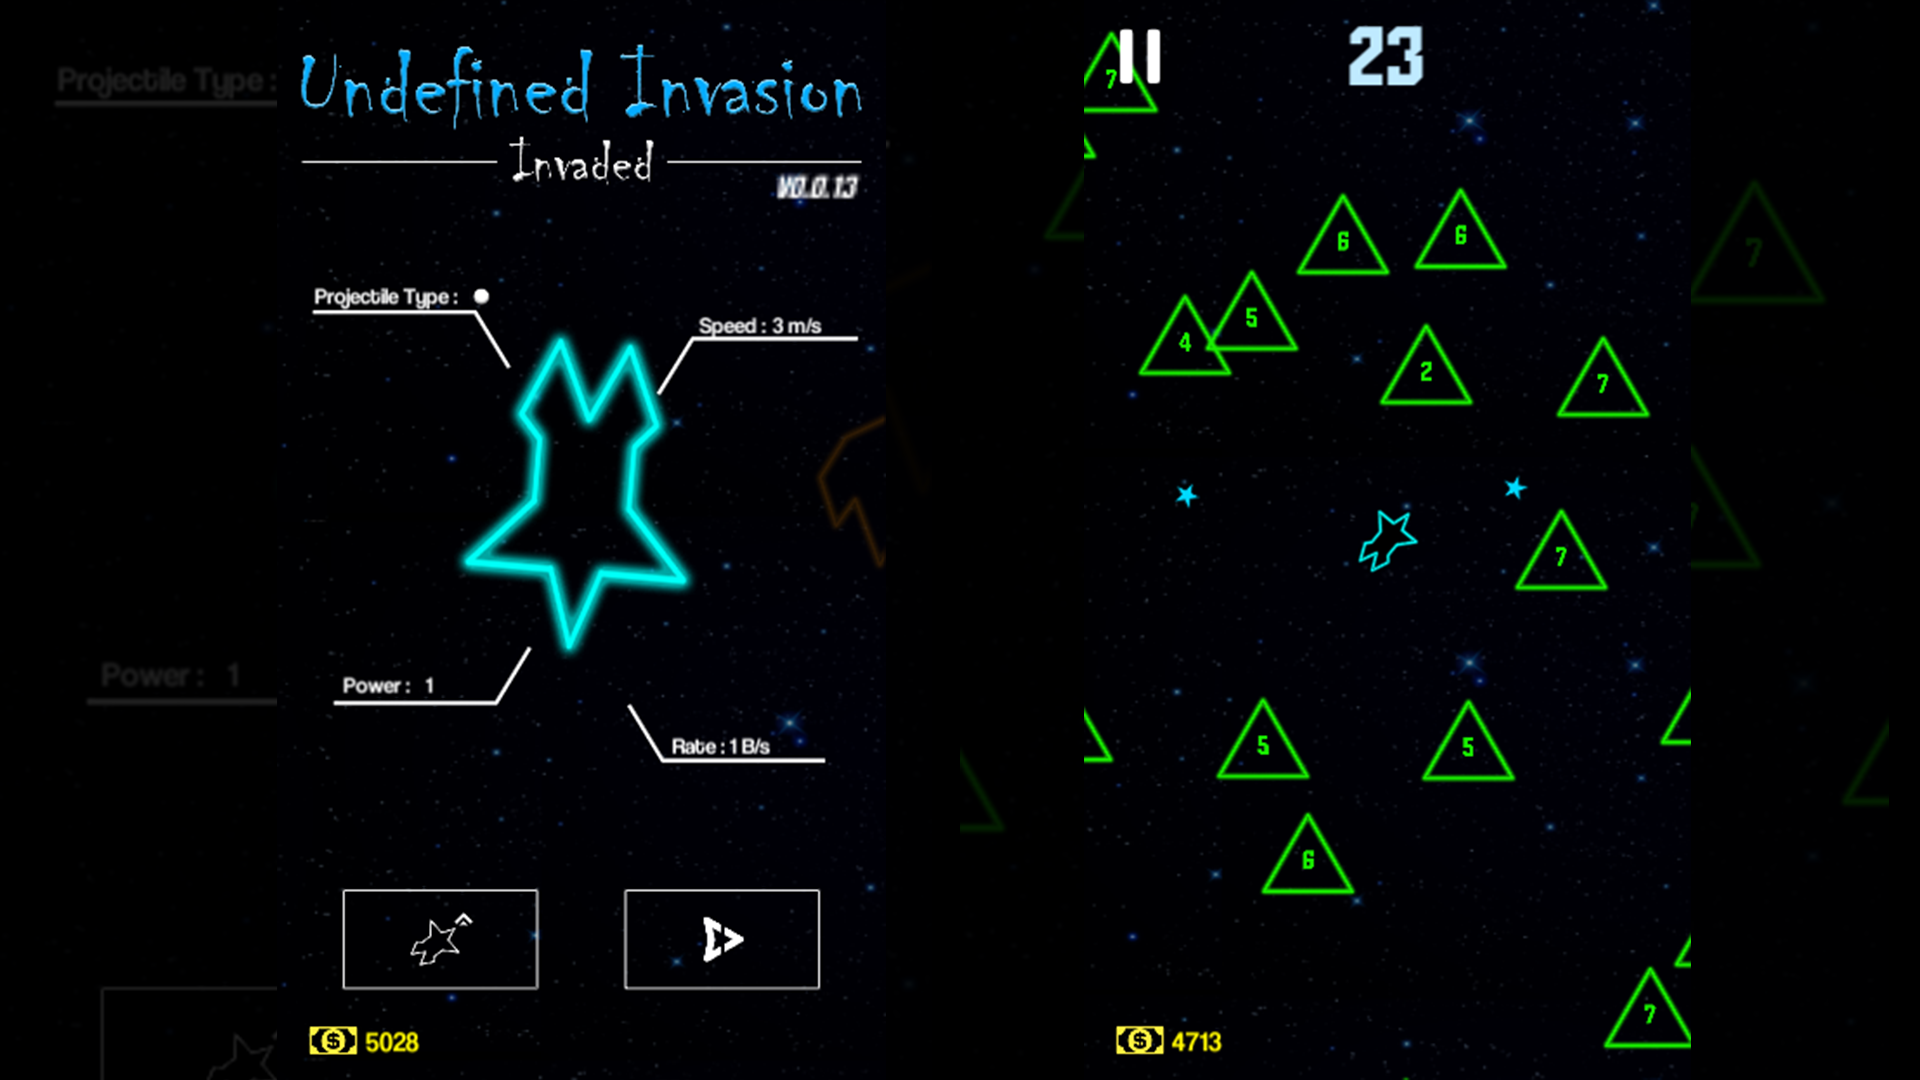 Undefined Invasion
Invaded
V0.0.13
Projectile Type :
Projectile Type :
Speed : 3 m/s
Power : 1
Power : 1
Rate : 1 B/s
5028
23
7
6
6
5
4
2
7
7
7
5
5
6
7
4713